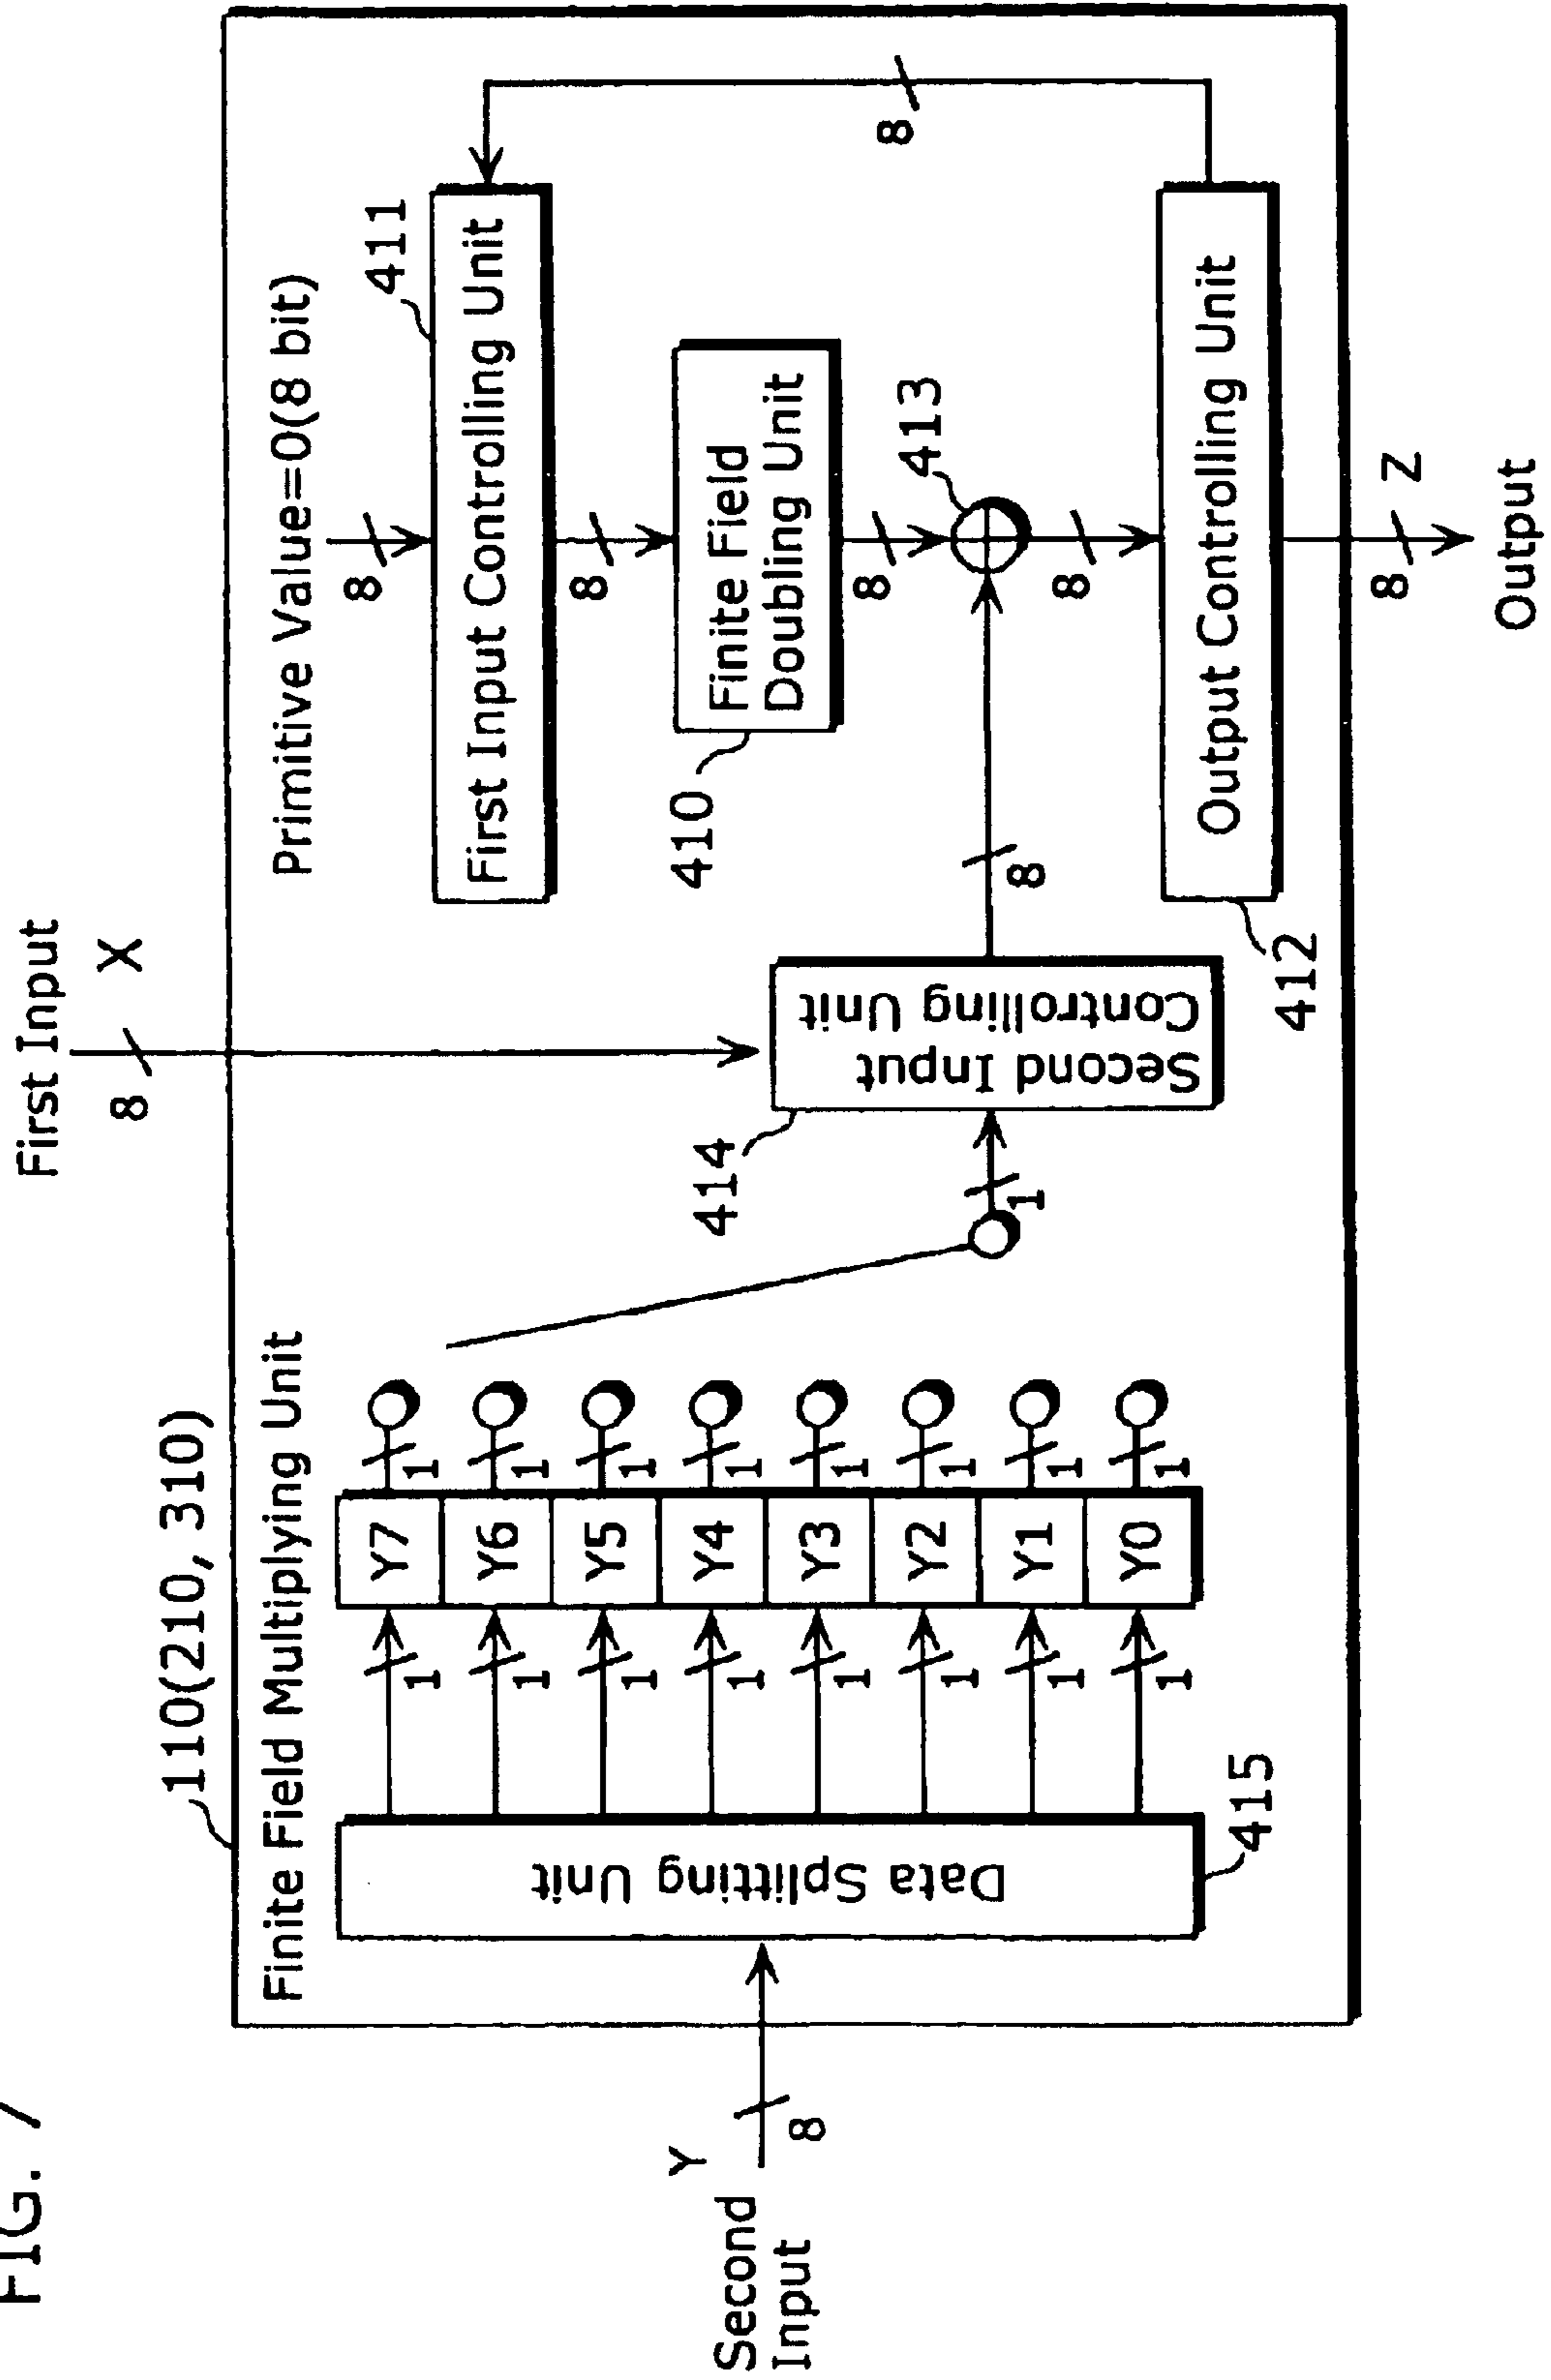 FIG. 7
First Input
8
X
110(210, 310)
Finite Field Multiplying Unit
Primitive Value=0(8 bit)
8
411
First Input Controlling Unit
8
410
Finite Field
Doubling Unit
8
413
8
8
Second Input
Controlling Unit
414
1
8
Output Controlling Unit
412
8
Z
Output
Y
Second
Input
8
Data Splitting Unit
415
1
Y7
1
1
Y6
1
1
Y5
1
1
Y4
1
1
Y3
1
1
Y2
1
1
Y1
1
1
Y0
1